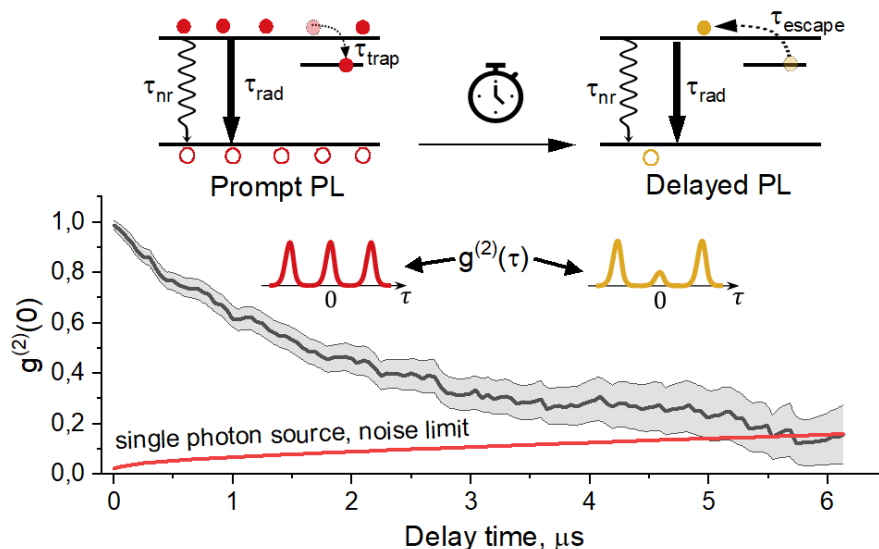 τescape
τtrap
τnr
τrad
τnr
τrad
Prompt PL
Delayed PL
1,0
0,8
0,6
0,4
0,2
0,0
g(2)(0)
g(2)(τ)
0
τ
0
τ
single photon source, noise limit
0
1
2
3
4
5
6
Delay time, μs